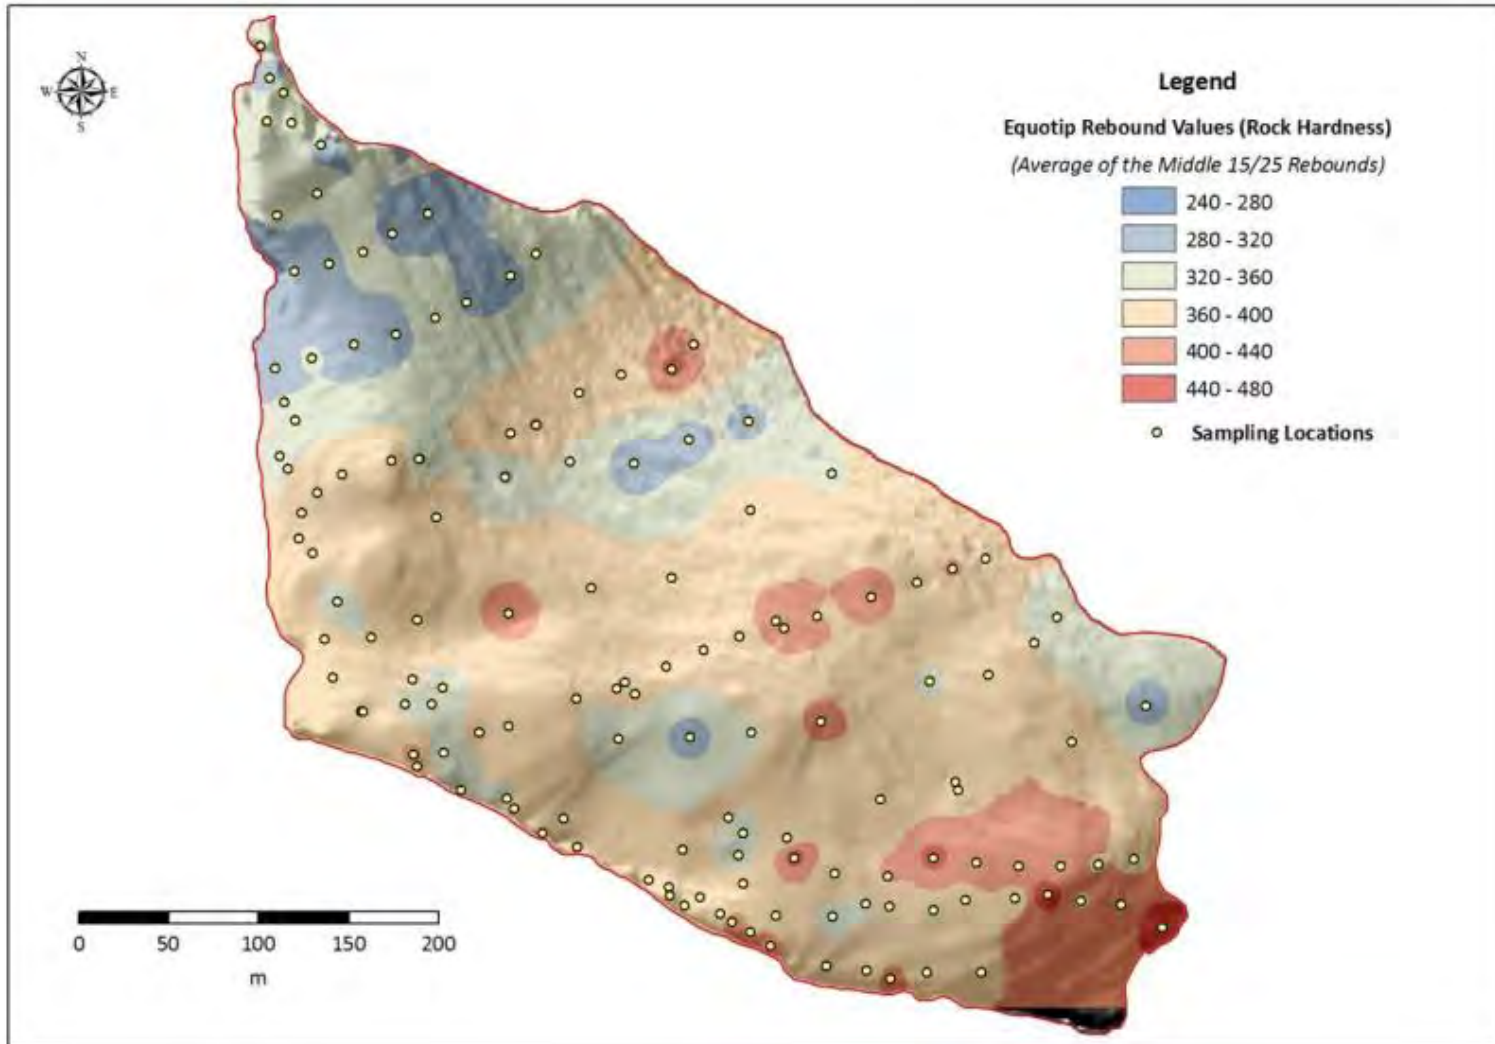 N
W E
S
Legend
Equotip Rebound Values (Rock Hardness)
(Average of the Middle 15/25 Rebounds)
240 - 280
280 - 320
320 - 360
360 - 400
400 - 440
440 - 480
Sampling Locations
0 50 100 150 200
m